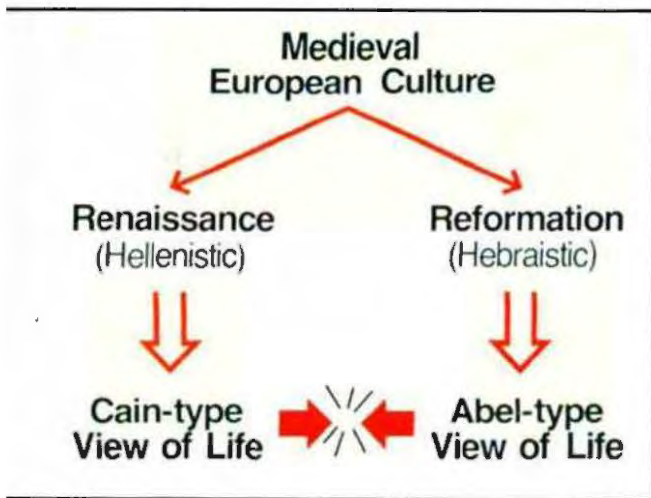 Medieval
European Culture
Renaissance
(Hellenistic)
Reformation
(Hebraistic)
Cain-type
View of Life
Abel-type
View of Life